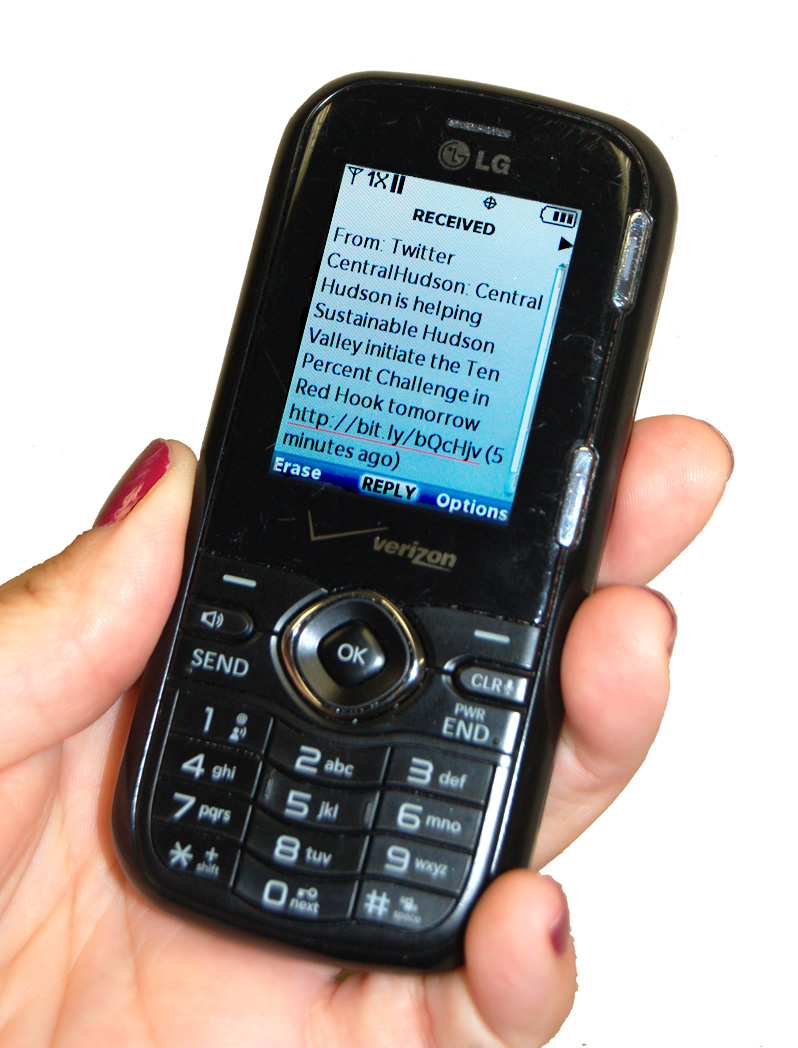 LG
1X
RECEIVED
From: Twitter
CentralHudson: Central
Hudson is helping
Sustainable Hudson
Valley initiate the Ten
Percent Challenge in
Red Hook tomorrow
http://bit.ly/bQcHjv (5
minutes ago)
Erase REPLY Options
verizon
OK
SEND CLR
PWR
END
1 @
2 abc 3 def
4 ghi
5 jkl 6 mno
7 pqrs
8 tuv 9 wxyz
* + shift
0 next # space